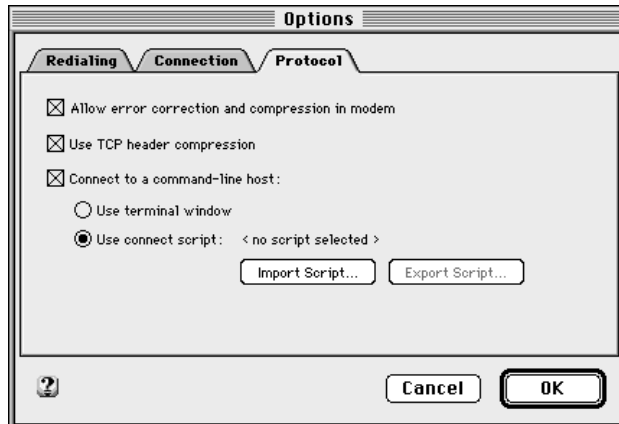 Options
Redialing Connection Protocol
Allow error correction and compression in modem
Use TCP header compression
Connect to a command-line host:
Use terminal window
Use connect script: < no script selected >
Import Script... Export Script...
? Cancel OK